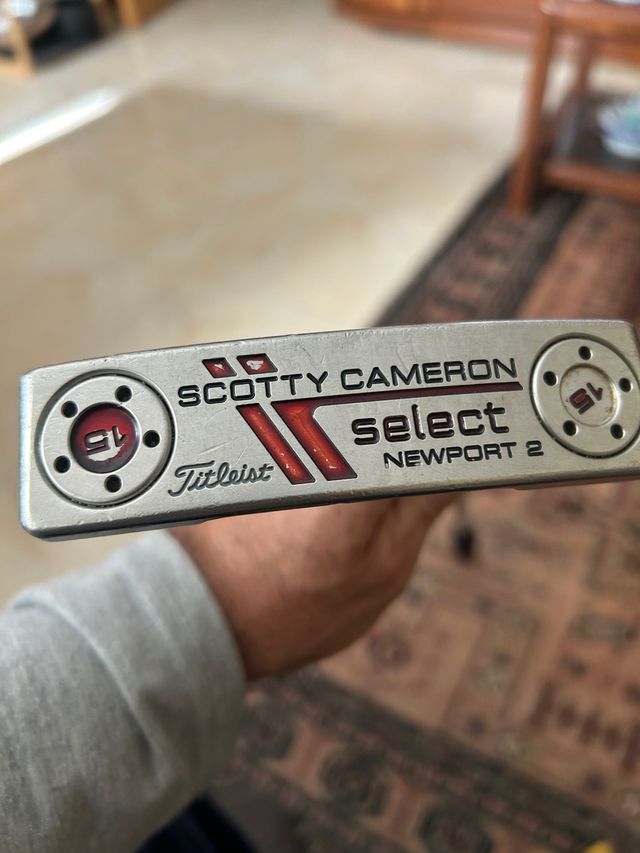 SCOTTY CAMERON
select
NEWPORT 2
Titleist
15
15